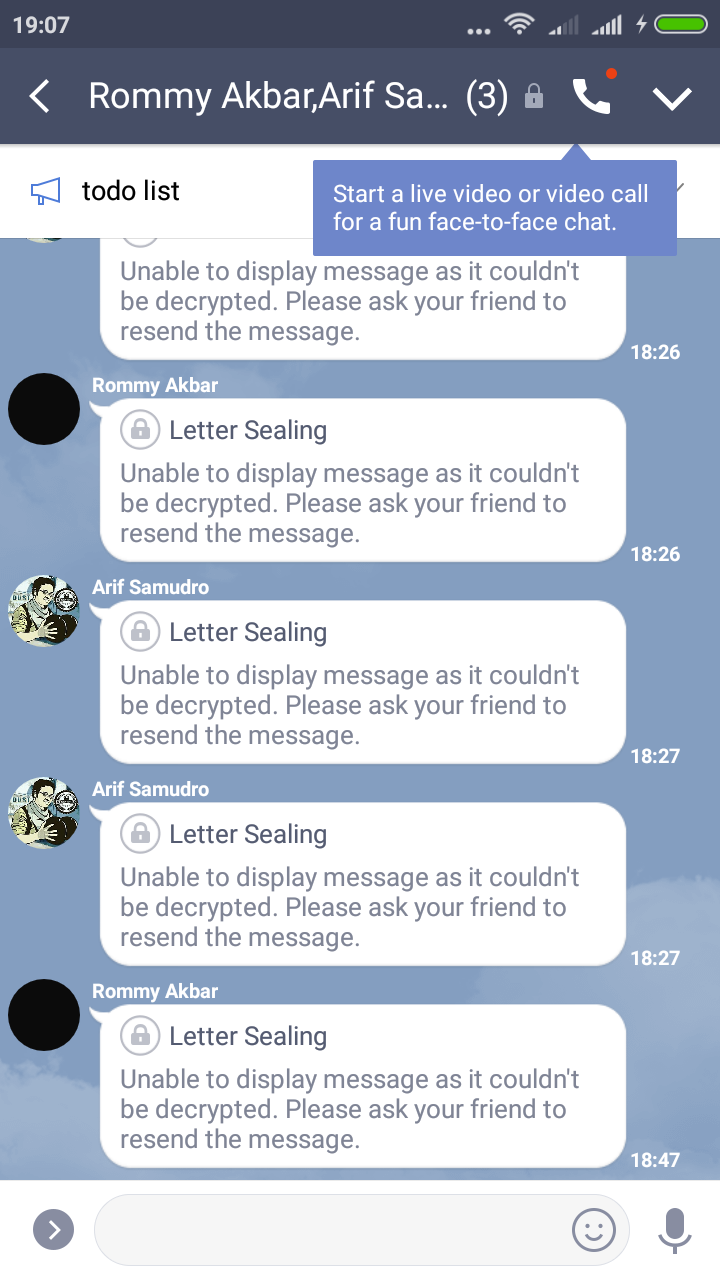 19:07
Rommy Akbar,Arif Sa... (3)
todo list
Start a live video or video call
for a fun face-to-face chat.
Unable to display message as it couldn't
be decrypted. Please ask your friend to
resend the message.
18:26
Rommy Akbar
Letter Sealing
Unable to display message as it couldn't
be decrypted. Please ask your friend to
resend the message.
18:26
Arif Samudro
Letter Sealing
Unable to display message as it couldn't
be decrypted. Please ask your friend to
resend the message.
18:27
Arif Samudro
Letter Sealing
Unable to display message as it couldn't
be decrypted. Please ask your friend to
resend the message.
18:27
Rommy Akbar
Letter Sealing
Unable to display message as it couldn't
be decrypted. Please ask your friend to
resend the message.
18:47